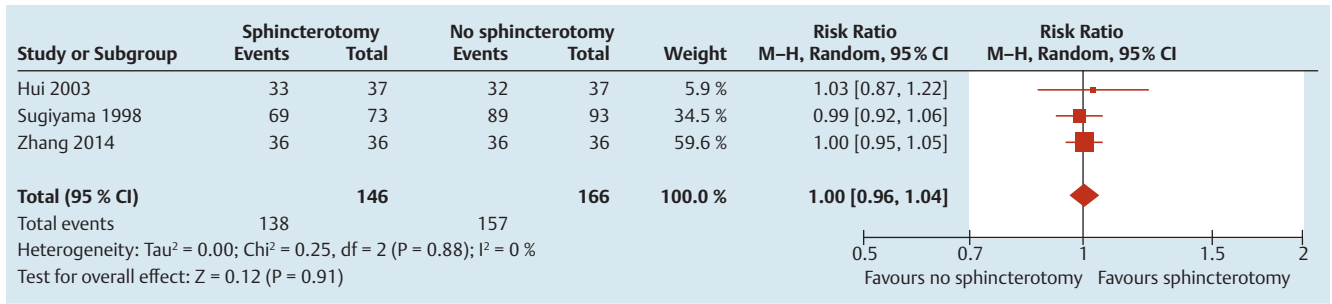 Sphincterotomy No sphincterotomy Risk Ratio Risk Ratio
Study or Subgroup Events Total Events Total Weight M–H, Random, 95% CI M–H, Random, 95% CI
Hui 2003 33 37 32 37 5.9 % 1.03 [0.87, 1.22]
Sugiyama 1998 69 73 89 93 34.5 % 0.99 [0.92, 1.06]
Zhang 2014 36 36 36 36 59.6 % 1.00 [0.95, 1.05]
Total (95 % CI) 146 166 100.0 % 1.00 [0.96, 1.04]
Total events 138 157
Heterogeneity: Tau² = 0.00; Chi² = 0.25, df = 2 (P = 0.88); I² = 0 %
Test for overall effect: Z = 0.12 (P = 0.91)
0.5 0.7 1 1.5 2
Favours no sphincterotomy Favours sphincterotomy